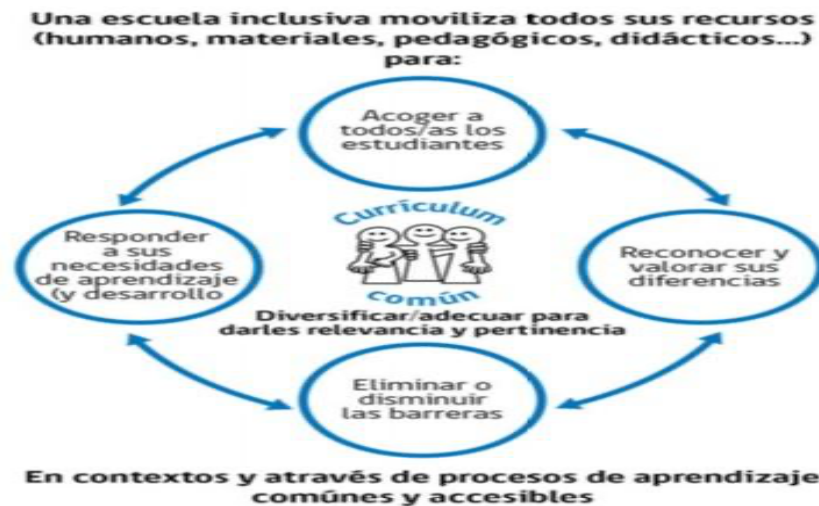 Una escuela inclusiva moviliza todos sus recursos
(humanos, materiales, pedagógicos, didácticos...)
para:
Acoger a
todos/as los
estudiantes
Responder
a sus
necesidades
de aprendizaje
(y desarrollo
Currículum
común
Reconocer y
valorar sus
diferencias
Diversificar/adecuar para
darles relevancia y pertinencia
Eliminar o
disminuir
las barreras
En contextos y através de procesos de aprendizaje
comúnes y accesibles